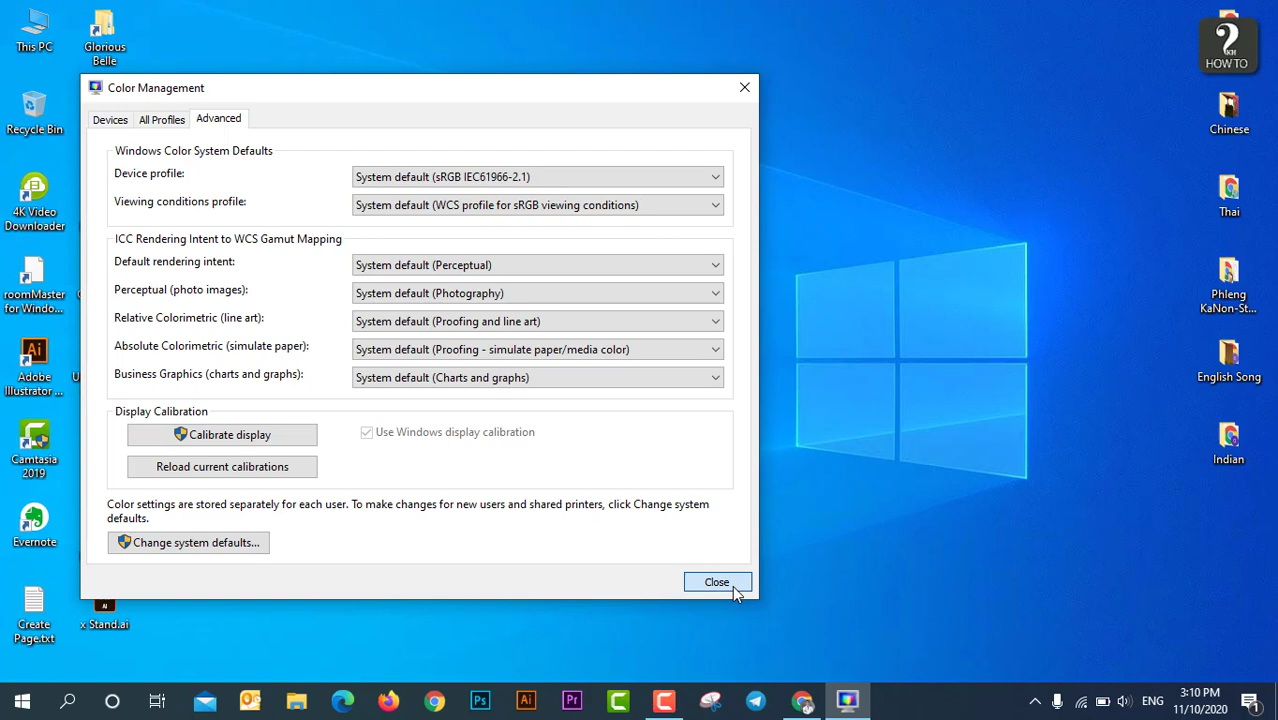 This PC
Glorious
Belle
Recycle Bin
4K Video
Downloader
roomMaster
for Windo...
Adobe
Illustrator ...
Camtasia
2019
Evernote
Create
Page.txt
x Stand.ai
Color Management
Devices
All Profiles
Advanced
Windows Color System Defaults
Device profile:
System default (sRGB IEC61966-2.1)
Viewing conditions profile:
System default (WCS profile for sRGB viewing conditions)
ICC Rendering Intent to WCS Gamut Mapping
Default rendering intent:
System default (Perceptual)
Perceptual (photo images):
System default (Photography)
Relative Colorimetric (line art):
System default (Proofing and line art)
Absolute Colorimetric (simulate paper):
System default (Proofing - simulate paper/media color)
Business Graphics (charts and graphs):
System default (Charts and graphs)
Display Calibration
Calibrate display
Use Windows display calibration
Reload current calibrations
Color settings are stored separately for each user. To make changes for new users and shared printers, click Change system
defaults.
Change system defaults...
Close
KH
HOW TO
Chinese
Thai
Phleng
KaNon-St...
English Song
Indian
Ps
Ai
Pr
ENG
3:10 PM
11/10/2020
1